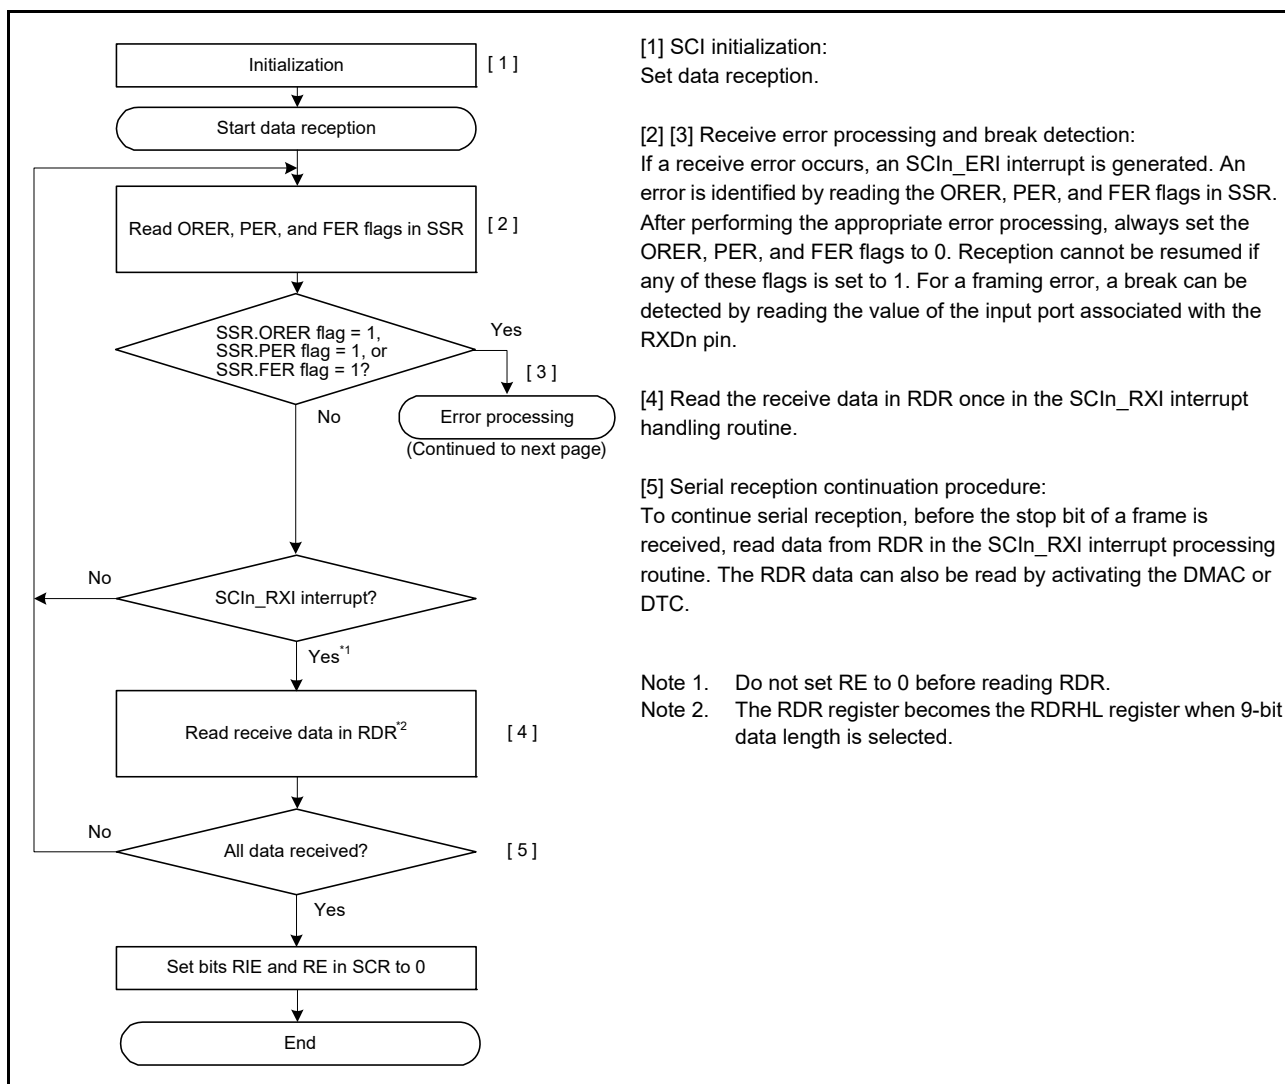 Initialization
[ 1 ]
Start data reception
Read ORER, PER, and FER flags in SSR
[ 2 ]
SSR.ORER flag = 1,
SSR.PER flag = 1, or
SSR.FER flag = 1?
Yes
[ 3 ]
No
Error processing
(Continued to next page)
No
SCIn_RXI interrupt?
Yes*1
Read receive data in RDR*2
[ 4 ]
No
All data received?
[ 5 ]
Yes
Set bits RIE and RE in SCR to 0
End
[1] SCI initialization:
Set data reception.
[2] [3] Receive error processing and break detection:
If a receive error occurs, an SCIn_ERI interrupt is generated. An
error is identified by reading the ORER, PER, and FER flags in SSR.
After performing the appropriate error processing, always set the
ORER, PER, and FER flags to 0. Reception cannot be resumed if
any of these flags is set to 1. For a framing error, a break can be
detected by reading the value of the input port associated with the
RXDn pin.
[4] Read the receive data in RDR once in the SCIn_RXI interrupt
handling routine.
[5] Serial reception continuation procedure:
To continue serial reception, before the stop bit of a frame is
received, read data from RDR in the SCIn_RXI interrupt processing
routine. The RDR data can also be read by activating the DMAC or
DTC.
Note 1. Do not set RE to 0 before reading RDR.
Note 2. The RDR register becomes the RDRHL register when 9-bit
data length is selected.